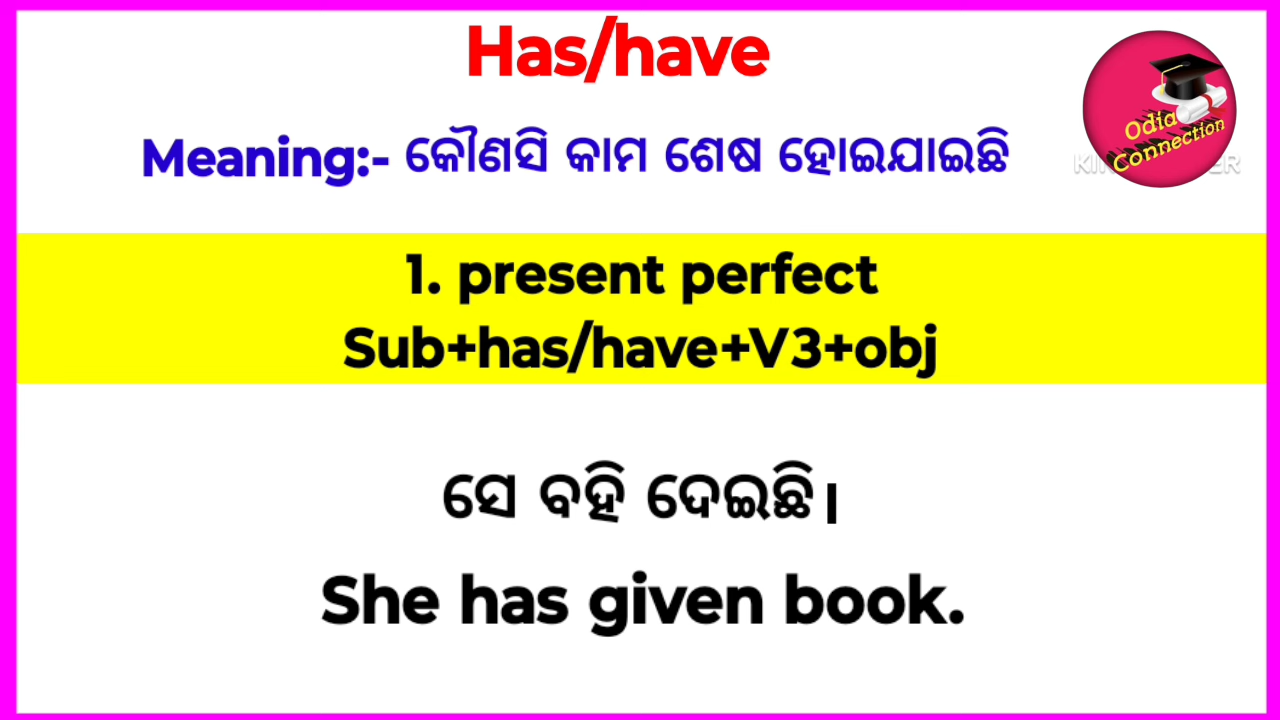 Has/have
Meaning:- କୌଣସି କାମ ଶେଷ ହୋଇଯାଇଛି
Odia
Connection
1. present perfect
Sub+has/have+V3+obj
ସେ ବହି ଦେଇଛି।
She has given book.